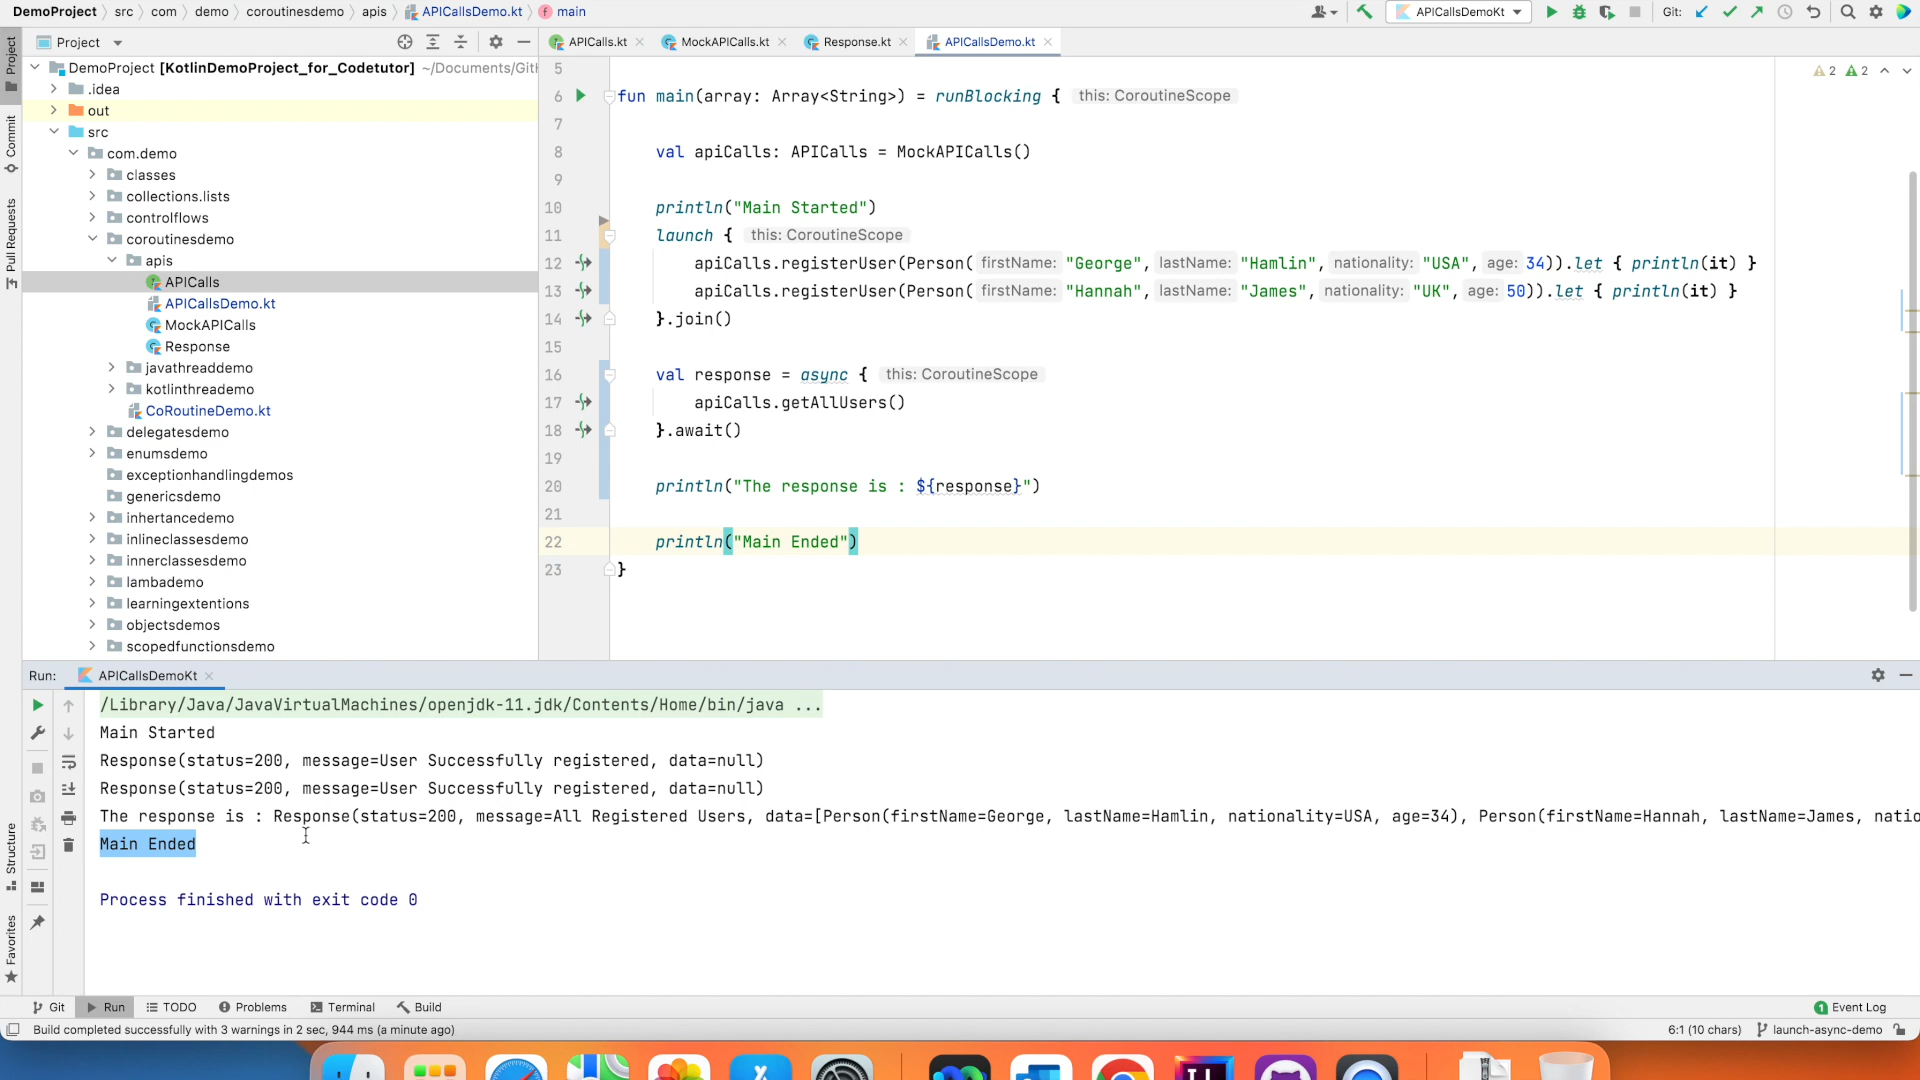 DemoProject src com demo coroutinesdemo apis APICallsDemo.kt main
APICallsDemoKt Git:
Project
APICalls.kt MockAPICalls.kt Response.kt APICallsDemo.kt
DemoProject [KotlinDemoProject_for_Codetutor] ~/Documents/Gitl
.idea
out
src
com.demo
classes
collections.lists
controlflows
coroutinesdemo
apis
APICalls
APICallsDemo.kt
MockAPICalls
Response
javathreaddemo
kotlinthreademo
CoRoutineDemo.kt
delegatesdemo
enumsdemo
exceptionhandlingdemos
genericsdemo
inhertancedemo
inlineclassesdemo
innerclassesdemo
lambademo
learningextentions
objectsdemos
scopedfunctionsdemo
Project
Commit
Pull Requests
Structure
Favorites
2 2
5
6 fun main(array: Array<String>) = runBlocking { this: CoroutineScope
7
8 val apiCalls: APICalls = MockAPICalls()
9
10 println("Main Started")
11 launch { this: CoroutineScope
12 apiCalls.registerUser(Person( firstName: "George", lastName: "Hamlin", nationality: "USA", age: 34)).let { println(it) }
13 apiCalls.registerUser(Person( firstName: "Hannah", lastName: "James", nationality: "UK", age: 50)).let { println(it) }
14 }.join()
15
16 val response = async { this: CoroutineScope
17 apiCalls.getAllUsers()
18 }.await()
19
20 println("The response is : ${response}")
21
22 println("Main Ended")
23 }
Run: APICallsDemoKt
/Library/Java/JavaVirtualMachines/openjdk-11.jdk/Contents/Home/bin/java ...
Main Started
Response(status=200, message=User Successfully registered, data=null)
Response(status=200, message=User Successfully registered, data=null)
The response is : Response(status=200, message=All Registered Users, data=[Person(firstName=George, lastName=Hamlin, nationality=USA, age=34), Person(firstName=Hannah, lastName=James, natio
Main Ended
Process finished with exit code 0
Git Run TODO Problems Terminal Build 1 Event Log
Build completed successfully with 3 warnings in 2 sec, 944 ms (a minute ago) 6:1 (10 chars) launch-async-demo